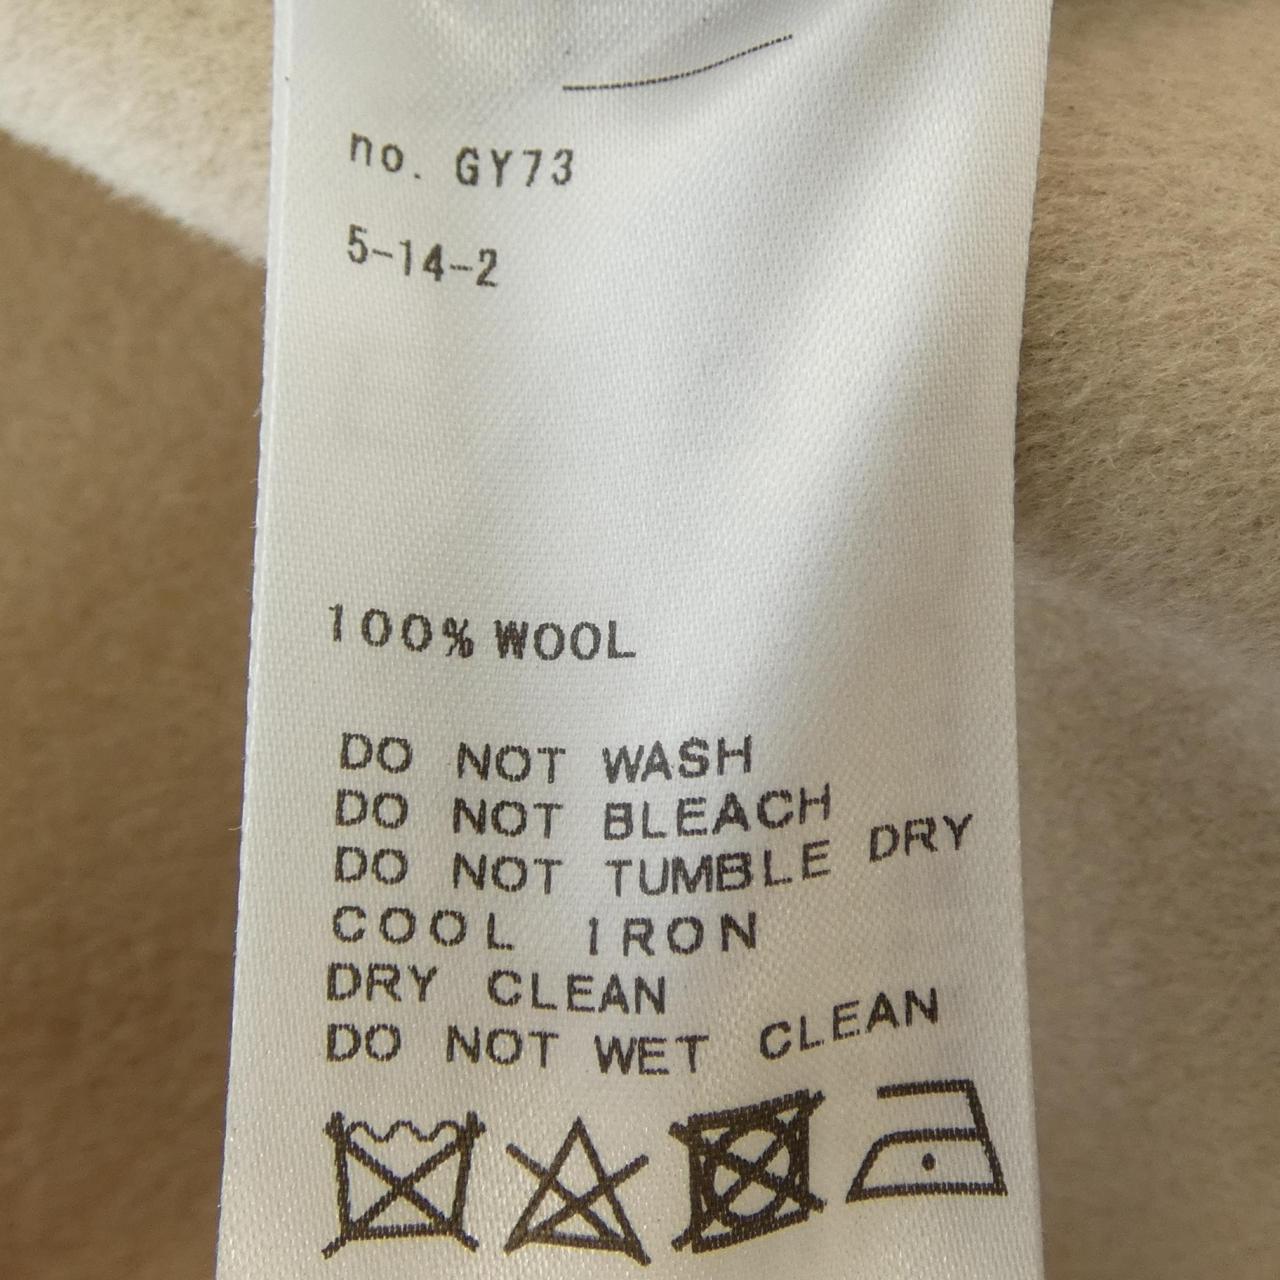 no. GY73
5-14-2
100% WOOL
DO NOT WASH
DO NOT BLEACH
DO NOT TUMBLE DRY
COOL IRON
DRY CLEAN
DO NOT WET CLEAN